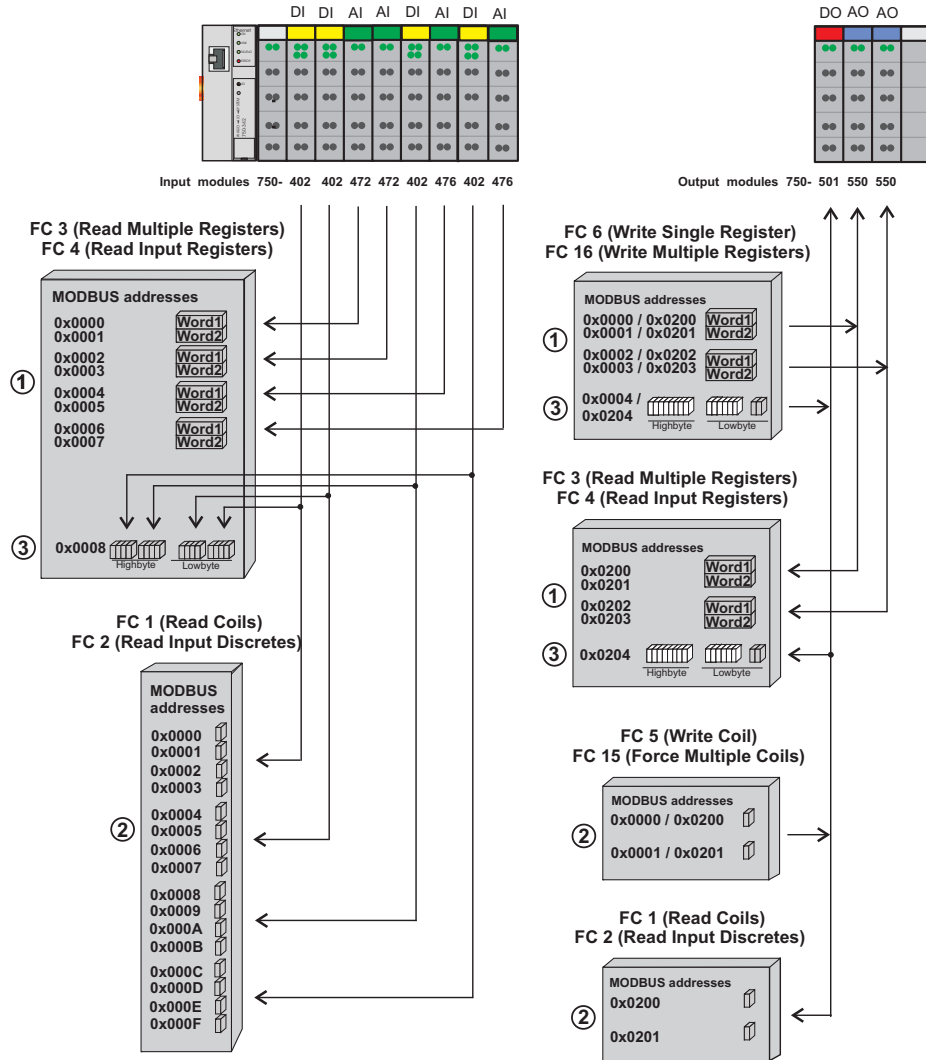 DI DI AI AI DI AI DI AI
DO AO AO
750-342
Input modules 750- 402 402 472 472 402 476 402 476
Output modules 750- 501 550 550
FC 3 (Read Multiple Registers)
FC 4 (Read Input Registers)
MODBUS addresses
0x0000 Word1
0x0001 Word2
0x0002 Word1
0x0003 Word2
1
0x0004 Word1
0x0005 Word2
0x0006 Word1
0x0007 Word2
3 0x0008
Highbyte Lowbyte
FC 1 (Read Coils)
FC 2 (Read Input Discretes)
MODBUS
addresses
0x0000
0x0001
0x0002
0x0003
0x0004
2 0x0005
0x0006
0x0007
0x0008
0x0009
0x000A
0x000B
0x000C
0x000D
0x000E
0x000F
FC 6 (Write Single Register)
FC 16 (Write Multiple Registers)
MODBUS addresses
0x0000 / 0x0200 Word1
1 0x0001 / 0x0201 Word2
0x0002 / 0x0202 Word1
0x0003 / 0x0203 Word2
3 0x0004 /
0x0204
Highbyte Lowbyte
FC 3 (Read Multiple Registers)
FC 4 (Read Input Registers)
MODBUS addresses
0x0200 Word1
0x0201 Word2
1
0x0202 Word1
0x0203 Word2
3 0x0204
Highbyte Lowbyte
FC 5 (Write Coil)
FC 15 (Force Multiple Coils)
MODBUS addresses
0x0000 / 0x0200
2
0x0001 / 0x0201
FC 1 (Read Coils)
FC 2 (Read Input Discretes)
MODBUS addresses
0x0200
2
0x0201